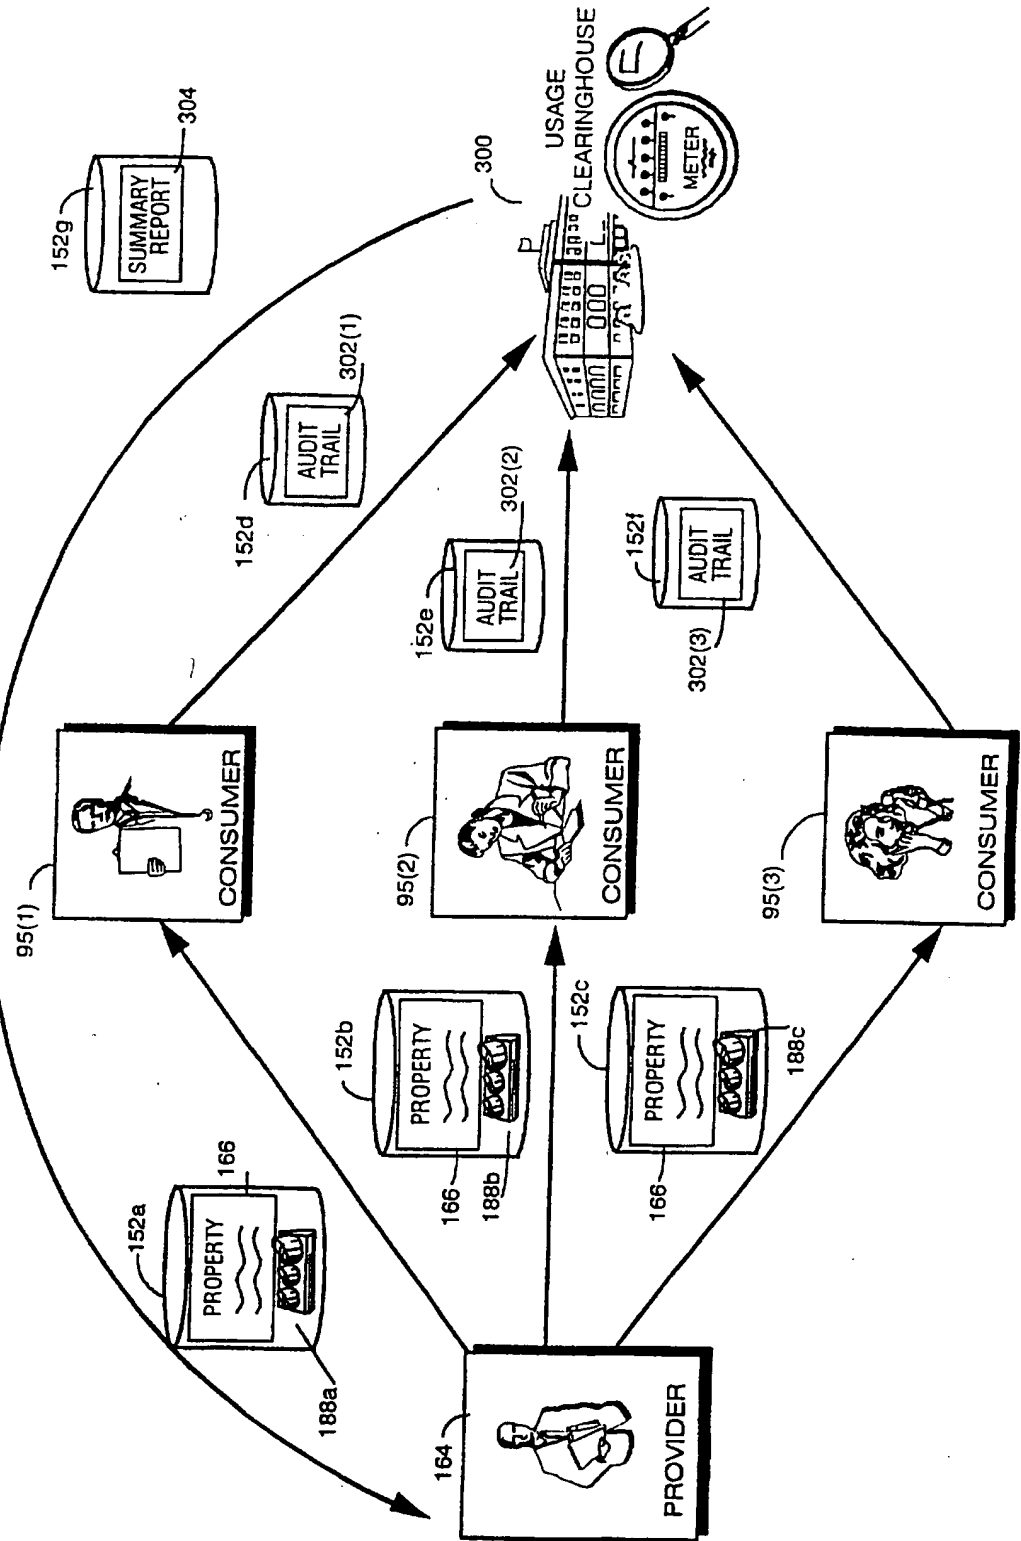 152g
SUMMARY
REPORT
304
300
USAGE
CLEARINGHOUSE
METER
152d
AUDIT
TRAIL
302(1)
152e
AUDIT
TRAIL
302(2)
152f
AUDIT
TRAIL
302(3)
95(1)
CONSUMER
95(2)
CONSUMER
95(3)
CONSUMER
152a
PROPERTY
166
188a
152b
PROPERTY
166
188b
152c
PROPERTY
166
188c
164
PROVIDER